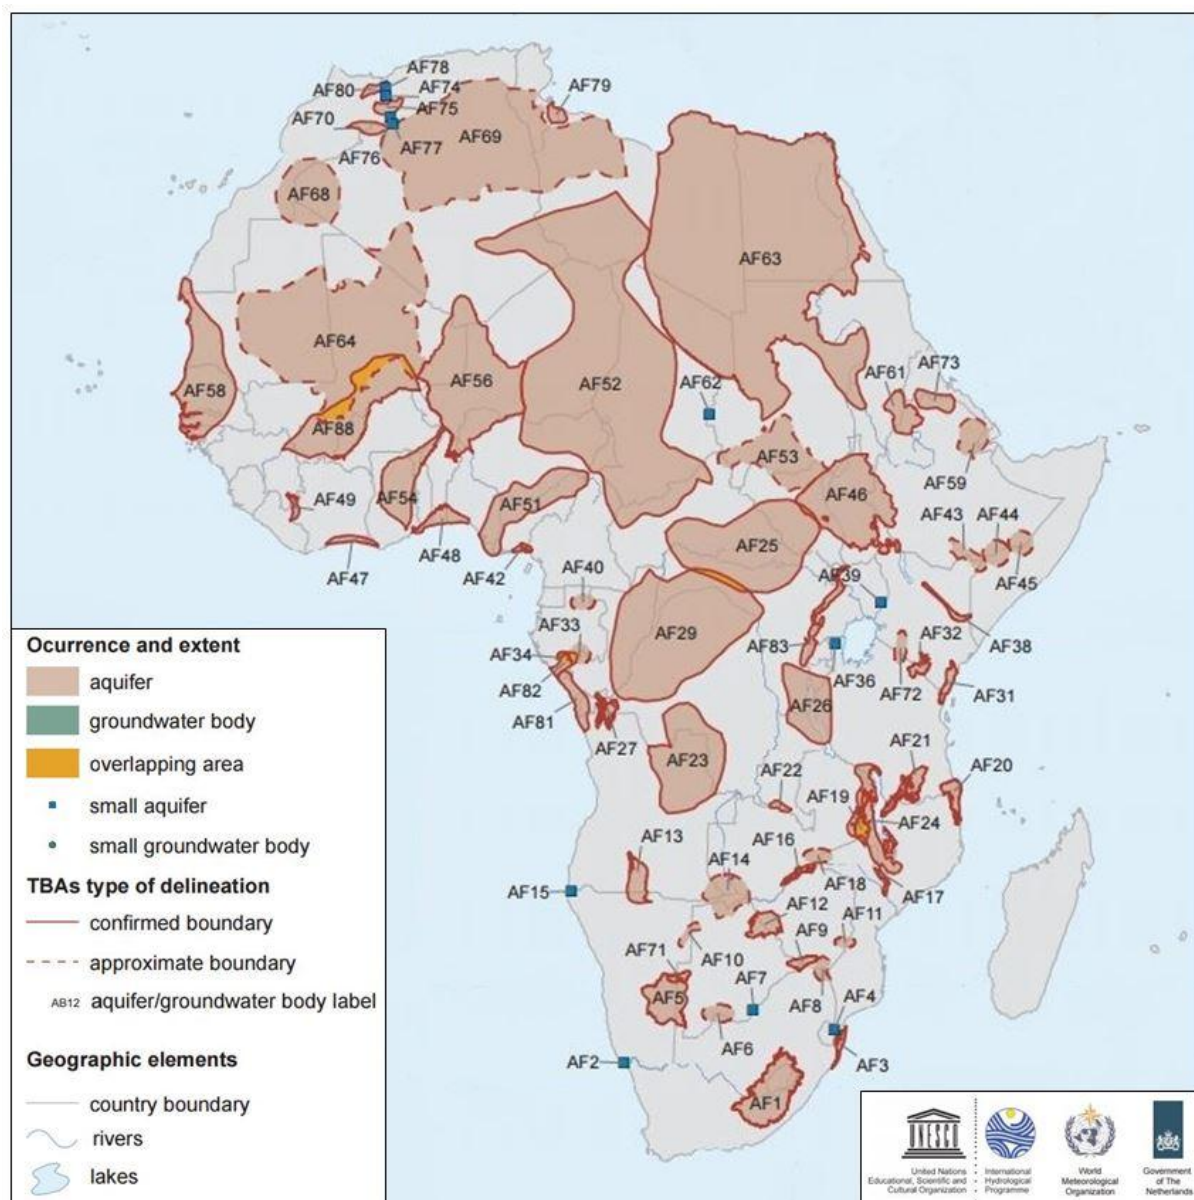 AF78
AF80
AF74
AF79
AF75
AF70
AF69
AF76
AF77
AF68
AF63
AF64
AF58
AF56
AF52
AF62
AF61
AF73
AF88
AF53
AF59
AF49
AF54
AF51
AF46
AF43
AF44
AF48
AF25
AF47
AF42
AF45
AF40
AF39
AF33
AF29
AF32
AF38
AF34
AF83
AF82
AF36
AF72
AF31
AF81
AF26
AF27
AF23
AF21
AF22
AF20
AF19
AF24
AF13
AF16
AF14
AF15
AF18
AF17
AF12
AF11
AF9
AF71
AF10
AF7
AF5
AF8
AF4
AF6
AF2
AF3
AF1
Ocurrence and extent
aquifer
groundwater body
overlapping area
small aquifer
small groundwater body
TBAs type of delineation
confirmed boundary
approximate boundary
AB12 aquifer/groundwater body label
Geographic elements
country boundary
rivers
lakes
UNESCO
United Nations
Educational, Scientific and
Cultural Organization
International
Hydrological
Programme
World
Meteorological
Organization
Government
of The
Netherlands